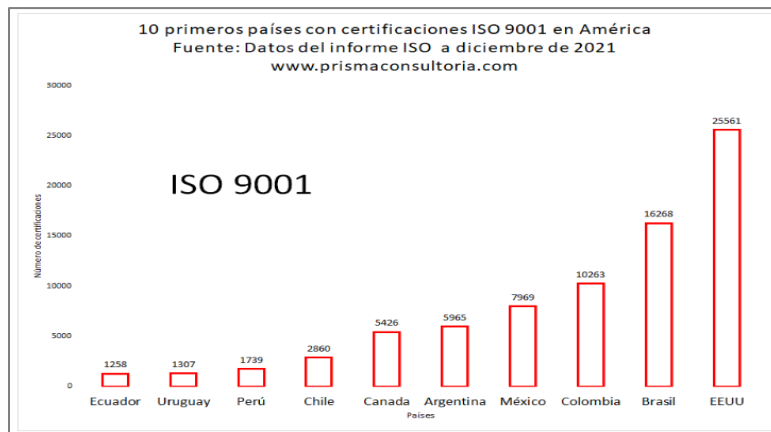 10 primeros países con certificaciones ISO 9001 en América
Fuente: Datos del informe ISO a diciembre de 2021
www.prismaconsultoria.com
30000
25000
20000
15000
10000
5000
0
Número de certificaciones
ISO 9001
1258
1307
1739
2860
5426
5965
7969
10263
16268
25561
Ecuador Uruguay Perú Chile Canada Argentina México Colombia Brasil EEUU
Países